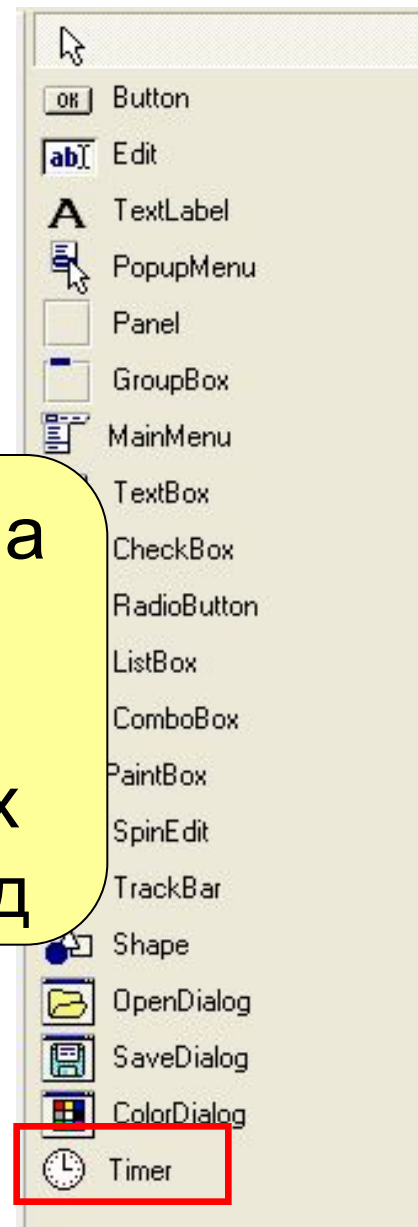 OK Button
ab Edit
A TextLabel
PopupMenu
Panel
GroupBox
MainMenu
TextBox
CheckBox
RadioButton
ListBox
ComboBox
PaintBox
SpinEdit
TrackBar
Shape
OpenDialog
SaveDialog
ColorDialog
Timer